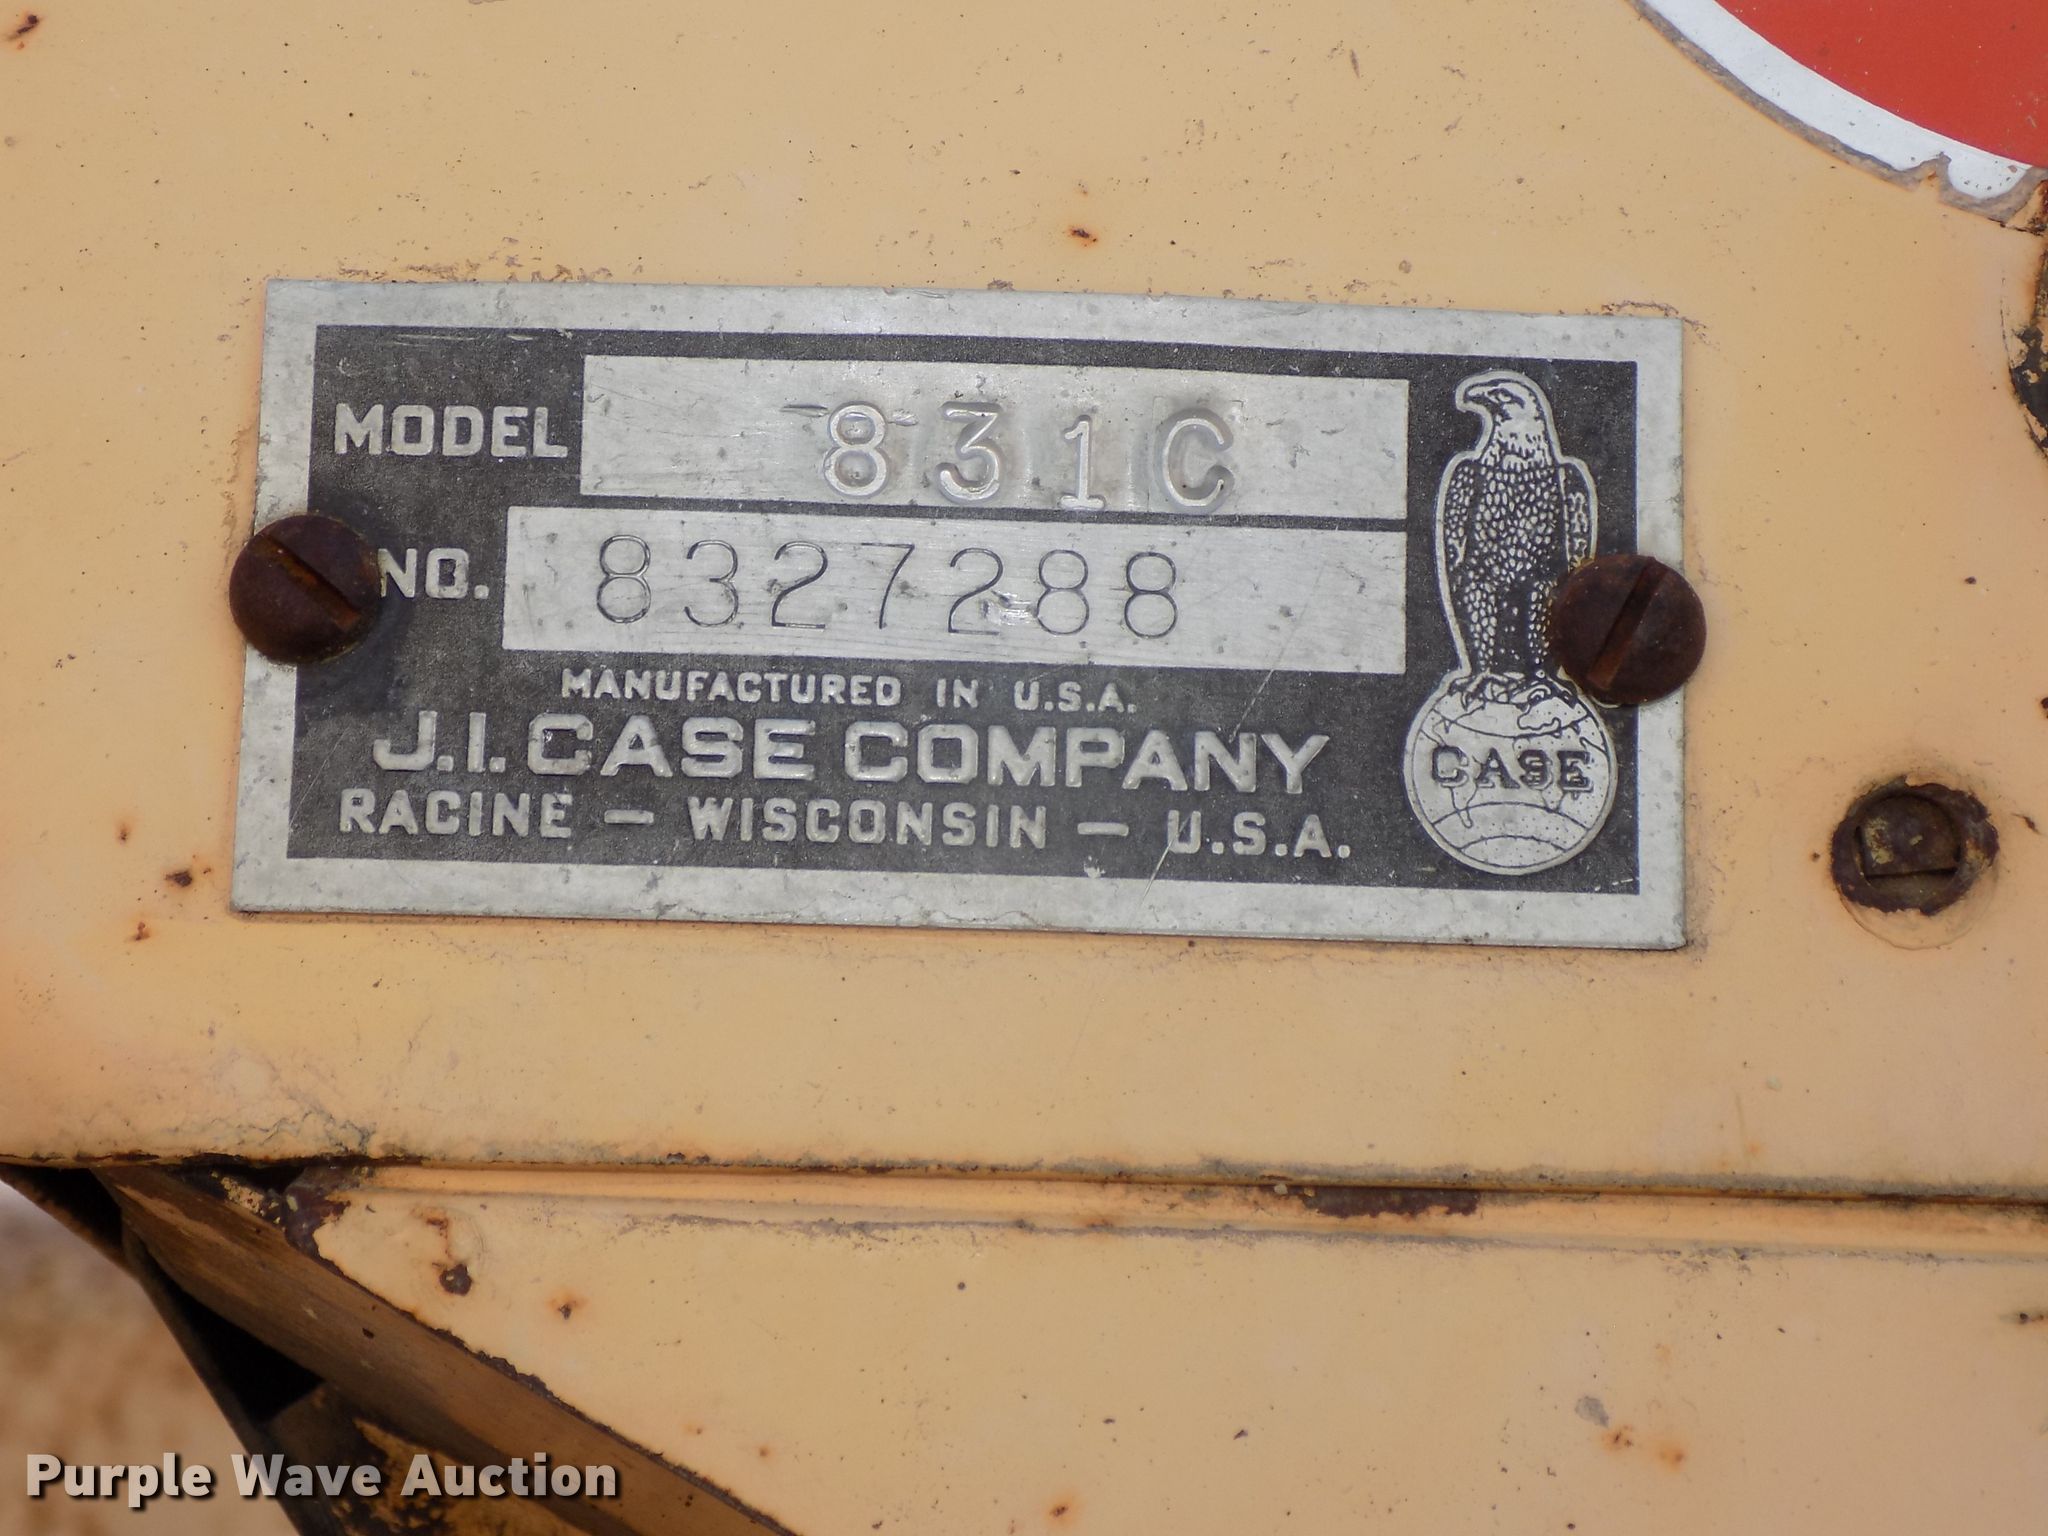 MODEL 831C
NO. 8327288
MANUFACTURED IN U.S.A.
J.I. CASE COMPANY
RACINE — WISCONSIN — U.S.A.
CASE
Purple Wave Auction